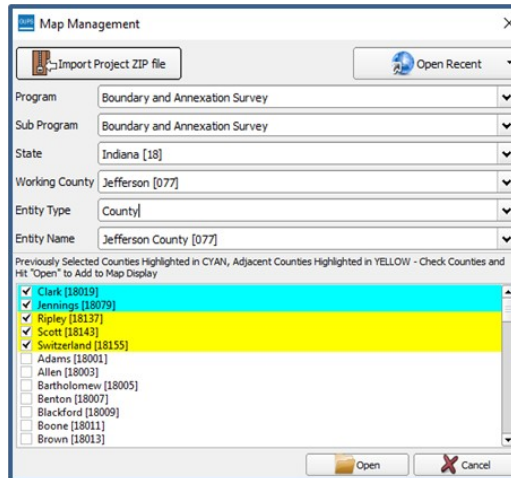 GUPS Map Management
Import Project ZIP file
Open Recent
Program Boundary and Annexation Survey
Sub Program Boundary and Annexation Survey
State Indiana [18]
Working County Jefferson [077]
Entity Type County
Entity Name Jefferson County [077]
Previously Selected Counties Highlighted in CYAN, Adjacent Counties Highlighted in YELLOW - Check Counties and
Hit "Open" to Add to Map Display
Clark [18019]
Jennings [18079]
Ripley [18137]
Scott [18143]
Switzerland [18155]
Adams [18001]
Allen [18003]
Bartholomew [18005]
Benton [18007]
Blackford [18009]
Boone [18011]
Brown [18013]
Open
Cancel